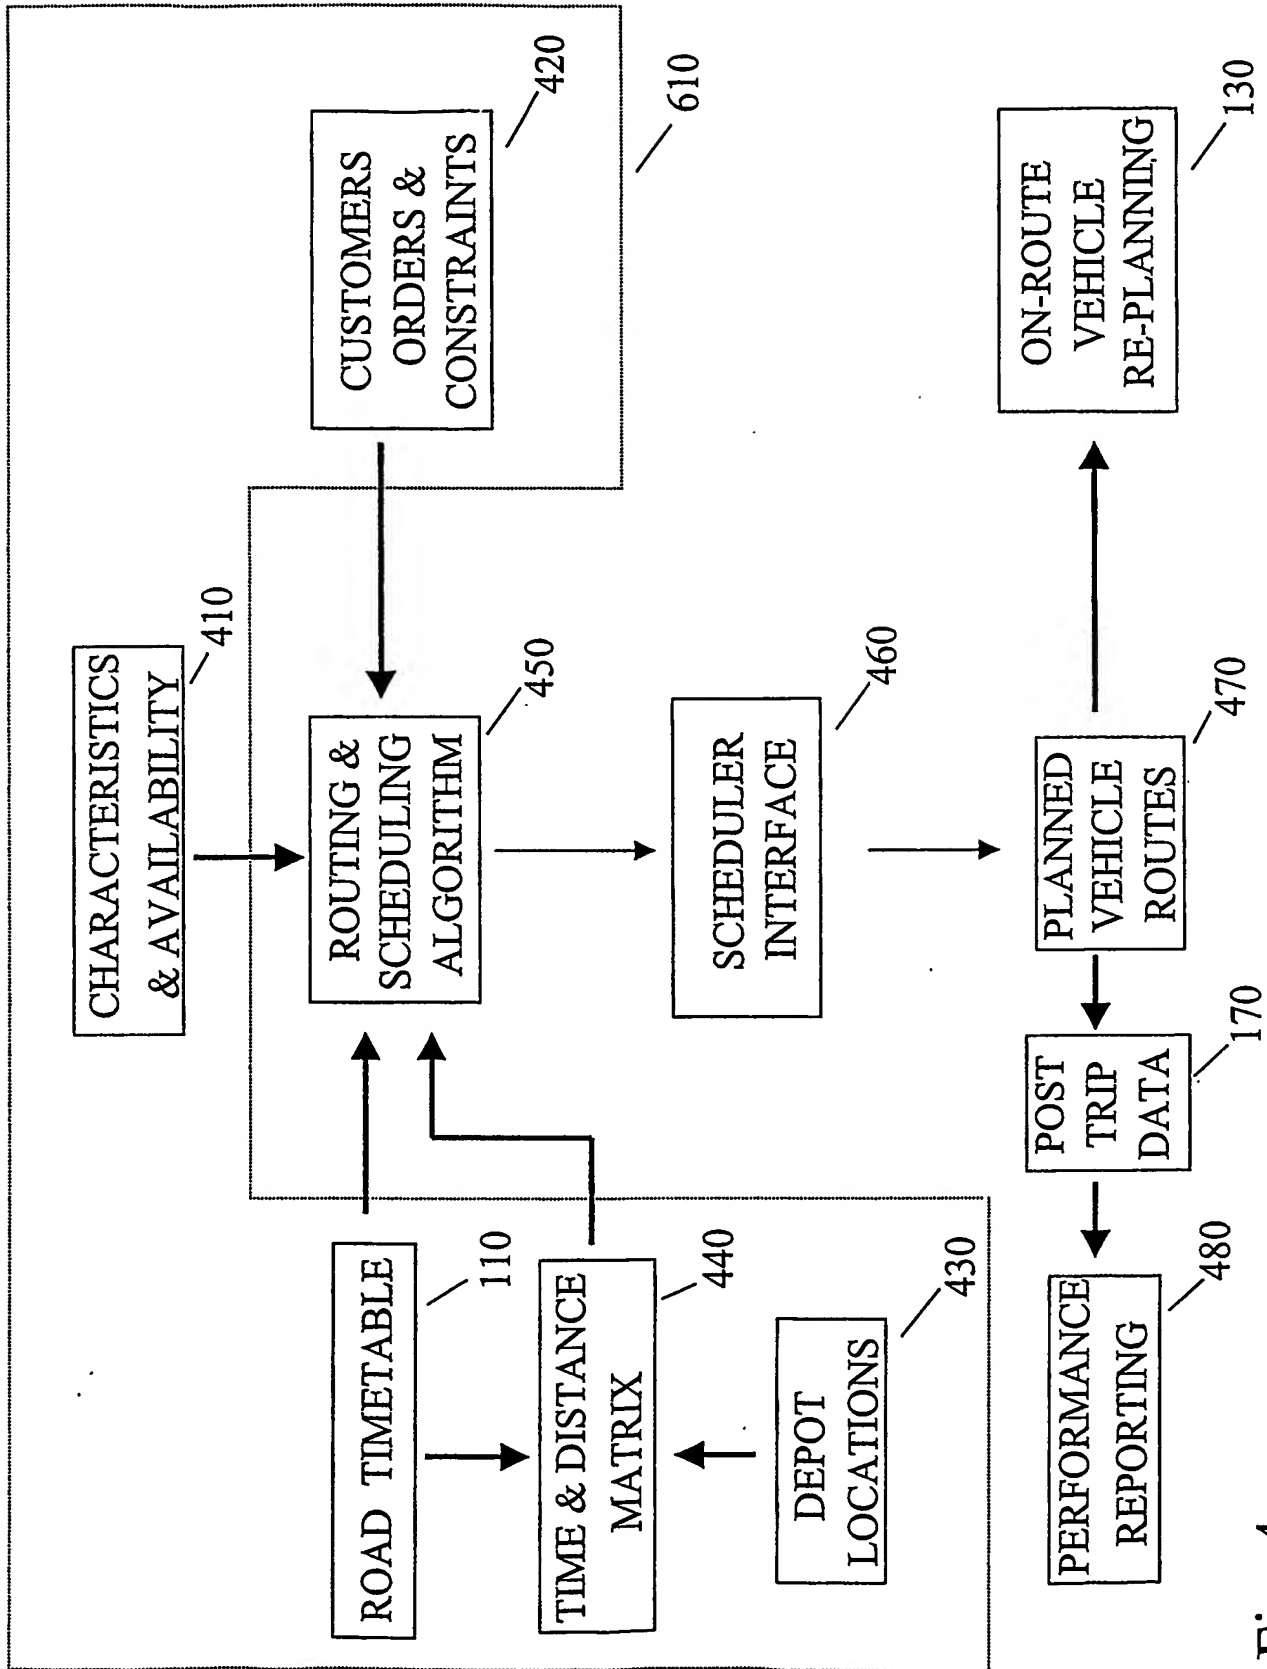 CHARACTERISTICS
& AVAILABILITY
410
ROAD TIMETABLE
110
ROUTING &
SCHEDULING
ALGORITHM
450
CUSTOMERS
ORDERS &
CONSTRAINTS
420
TIME & DISTANCE
MATRIX
440
610
SCHEDULER
INTERFACE
460
DEPOT
LOCATIONS
430
PERFORMANCE
REPORTING
480
POST
TRIP
DATA
170
PLANNED
VEHICLE
ROUTES
470
ON-ROUTE
VEHICLE
RE-PLANNING
130